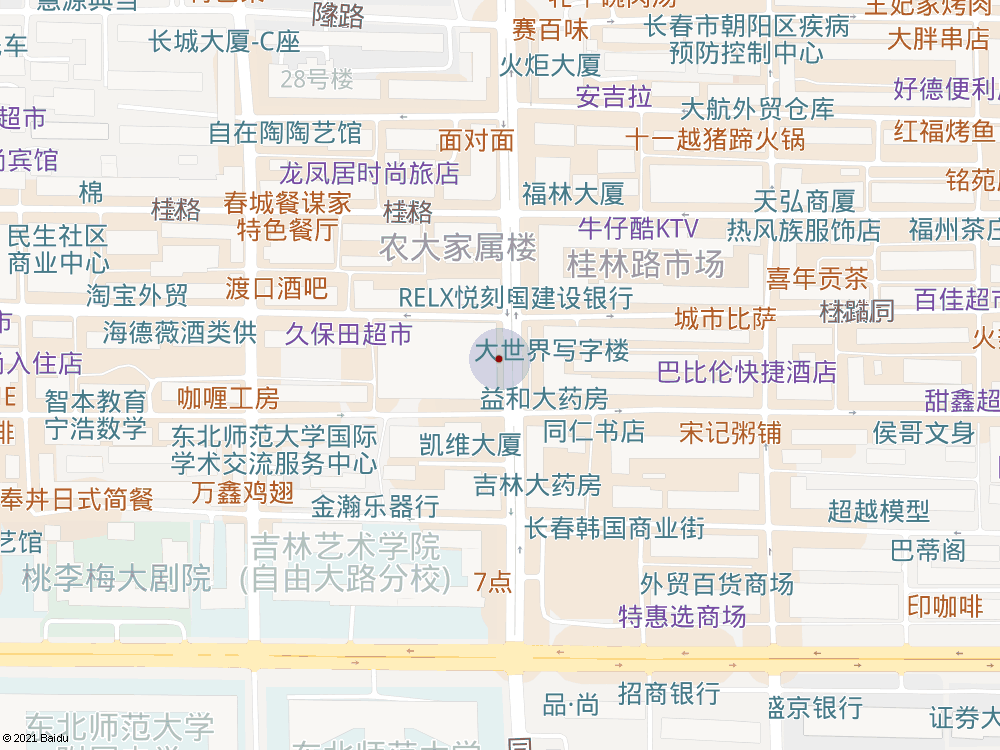 慧源典当
隆路
赛百味
长春市朝阳区疾病
预防控制中心
王妃家烤肉
长城大厦-C座
大胖串店
28号楼
火炬大厦
安吉拉
好德便利
超市
大航外贸仓库
自在陶陶艺馆
面对面
十一越猪蹄火锅
红福烤鱼
宾馆
龙凤居时尚旅店
棉
福林大厦
铭苑
桂
春城餐谋家
特色餐厅
桂
天弘商厦
民生社区
商业中心
农大家属楼
牛仔酷KTV
热风族服饰店
福州茶庄
桂林路市场
喜年贡茶
淘宝外贸
渡口酒吧
RELX悦刻
国建设银行
百佳超市
桂
同
海德薇酒类供
久保田超市
城市比萨
尚入住店
大世界写字楼
巴比伦快捷酒店
智本教育
宁浩数学
咖喱工房
益和大药房
甜鑫超
啡
东北师范大学国际
学术交流服务中心
凯维大厦
同仁书店
宋记粥铺
侯哥文身
奉丼日式简餐
万鑫鸡翅
金瀚乐器行
吉林大药房
超越模型
艺馆
吉林艺术学院
(自由大路分校)
长春韩国商业街
巴蒂阁
桃李梅大剧院
7点
外贸百货商场
特惠选商场
印咖啡
品·尚
招商银行
盛京银行
证券大
东北师范大学
东北师范大学
© 2021 Baidu